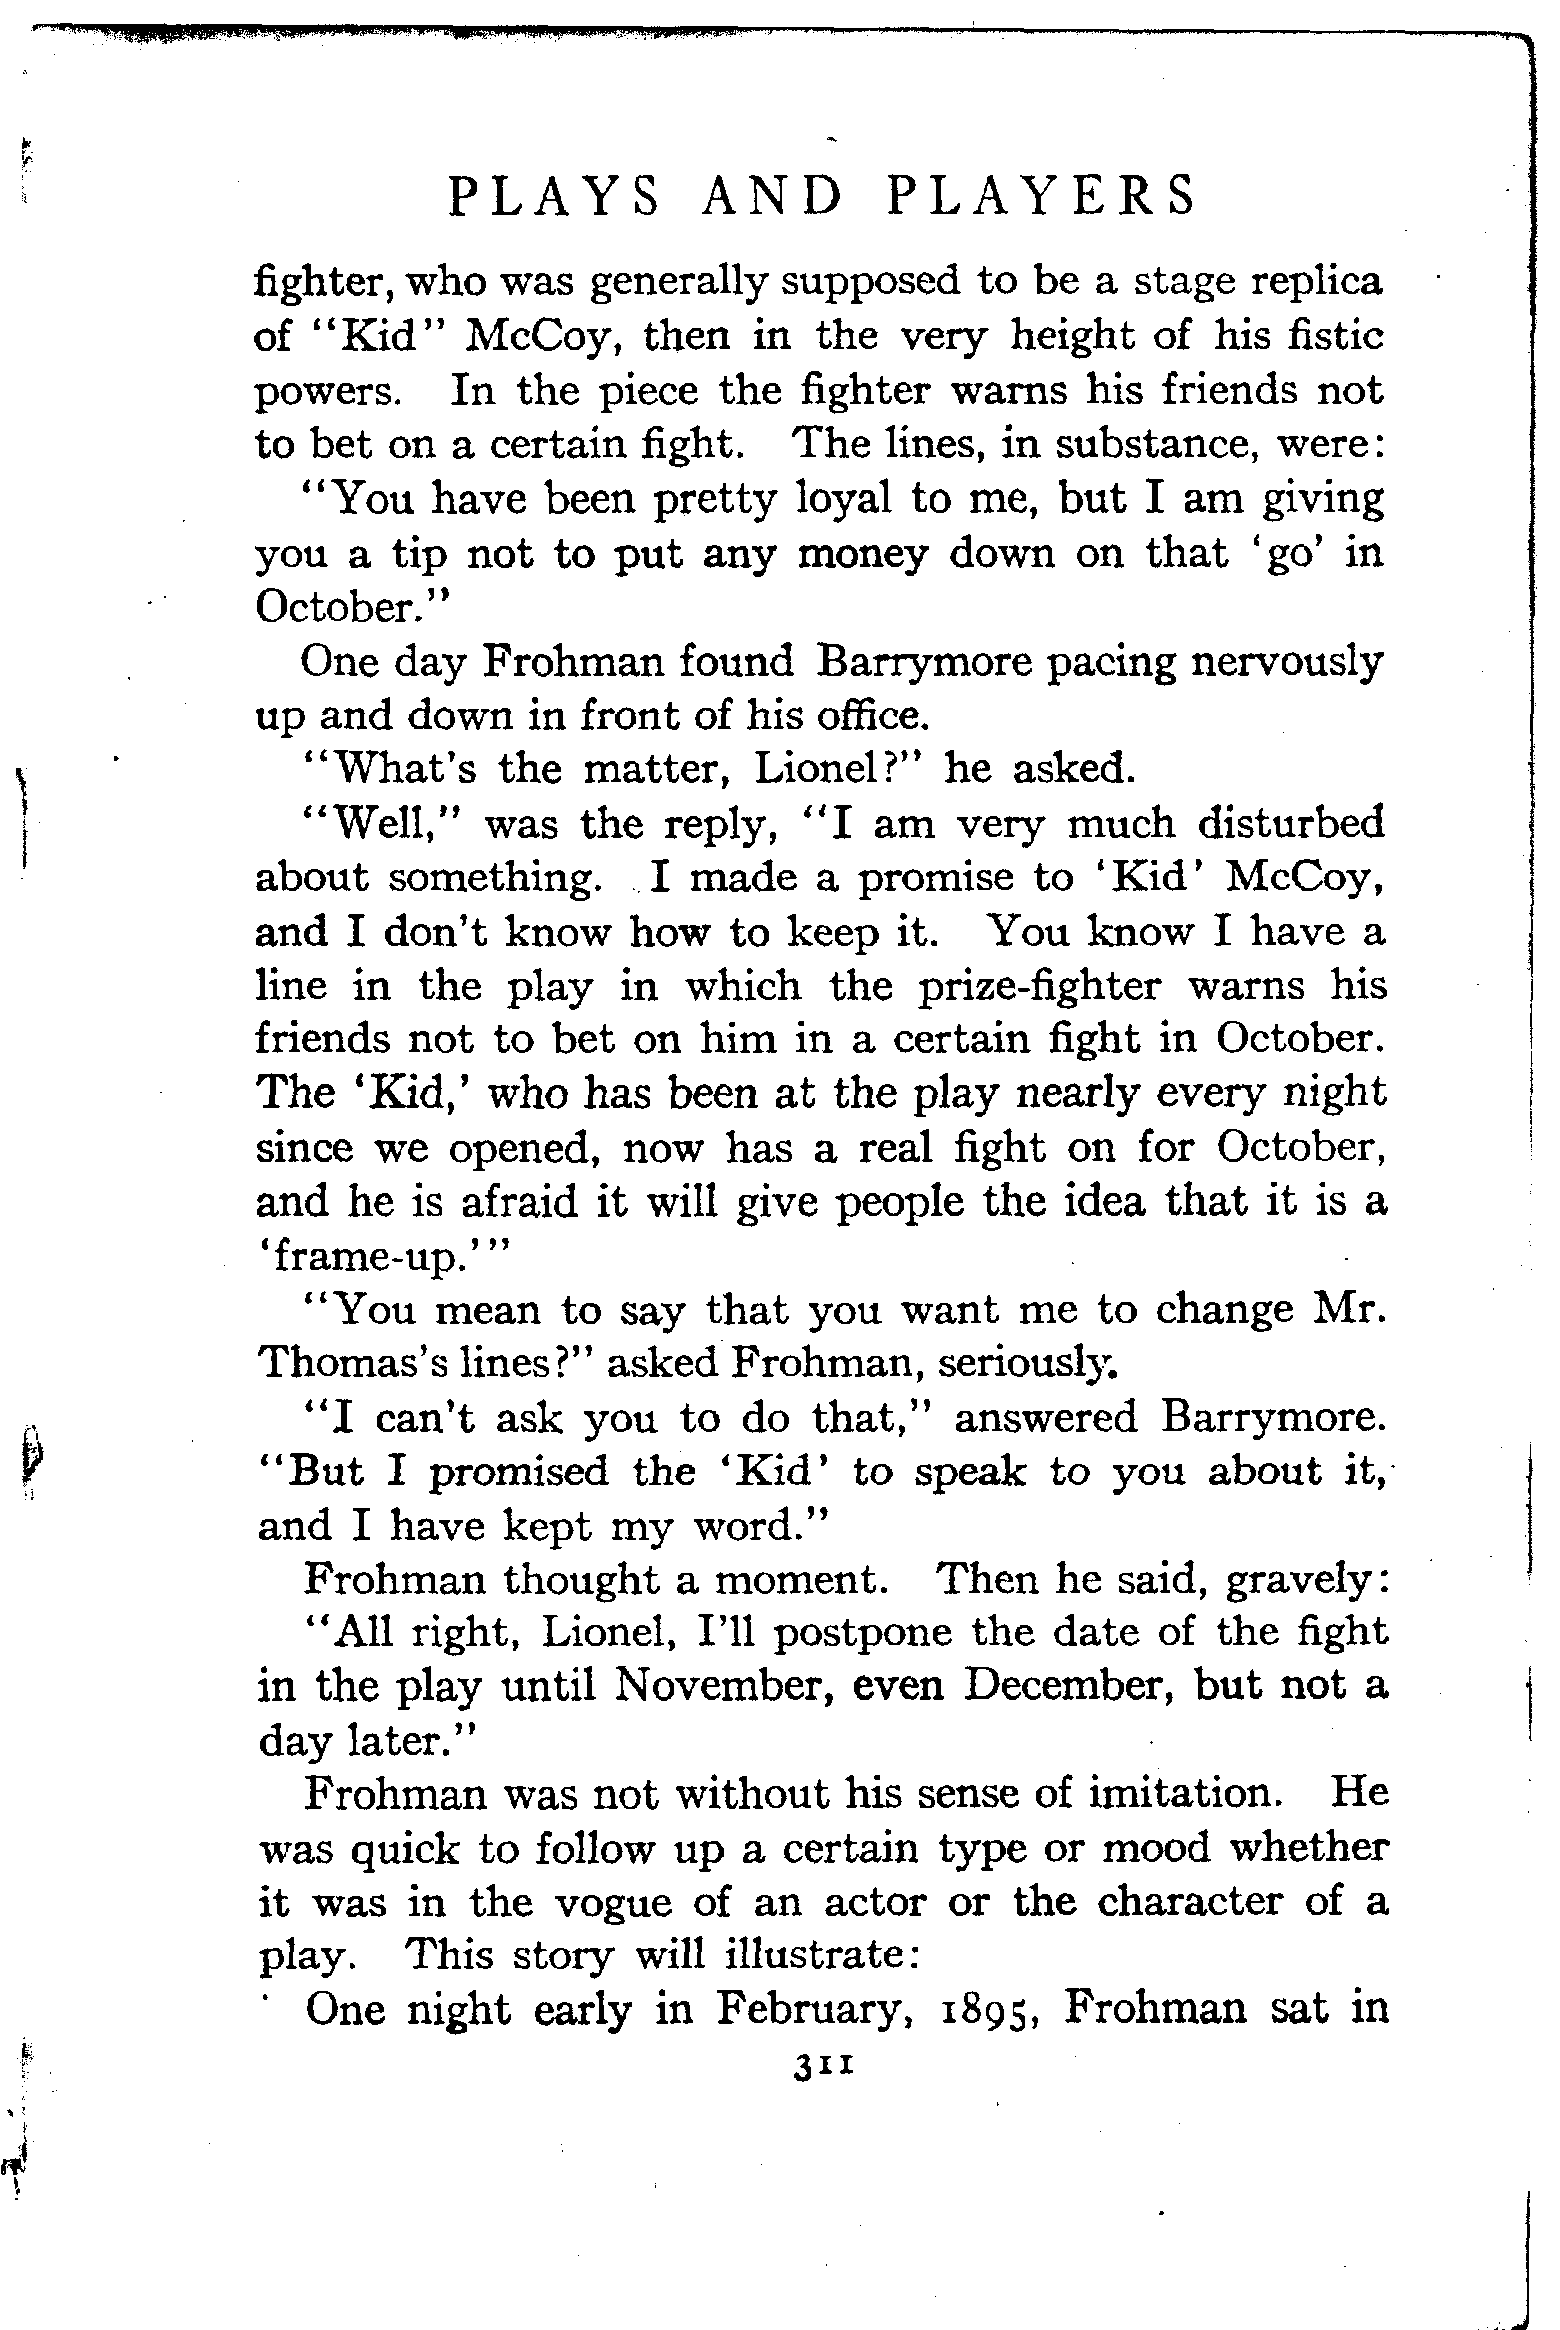 PLAYS AND PLAYERS
fighter, who was generally supposed to be a stage replica
of "Kid" McCoy, then in the very height of his fistic
powers. In the piece the fighter warns his friends not
to bet on a certain fight. The lines, in substance, were:
"You have been pretty loyal to me, but I am giving
you a tip not to put any money down on that 'go' in
October."
One day Frohman found Barrymore pacing nervously
up and down in front of his office.
"What's the matter, Lionel?" he asked.
"Well," was the reply, "I am very much disturbed
about something. I made a promise to 'Kid' McCoy,
and I don't know how to keep it. You know I have a
line in the play in which the prize-fighter warns his
friends not to bet on him in a certain fight in October.
The 'Kid,' who has been at the play nearly every night
since we opened, now has a real fight on for October,
and he is afraid it will give people the idea that it is a
'frame-up.'"
"You mean to say that you want me to change Mr.
Thomas's lines?" asked Frohman, seriously.
"I can't ask you to do that," answered Barrymore.
"But I promised the 'Kid' to speak to you about it,
and I have kept my word."
Frohman thought a moment. Then he said, gravely:
"All right, Lionel, I'll postpone the date of the fight
in the play until November, even December, but not a
day later."
Frohman was not without his sense of imitation. He
was quick to follow up a certain type or mood whether
it was in the vogue of an actor or the character of a
play. This story will illustrate:
One night early in February, 1895, Frohman sat in
311